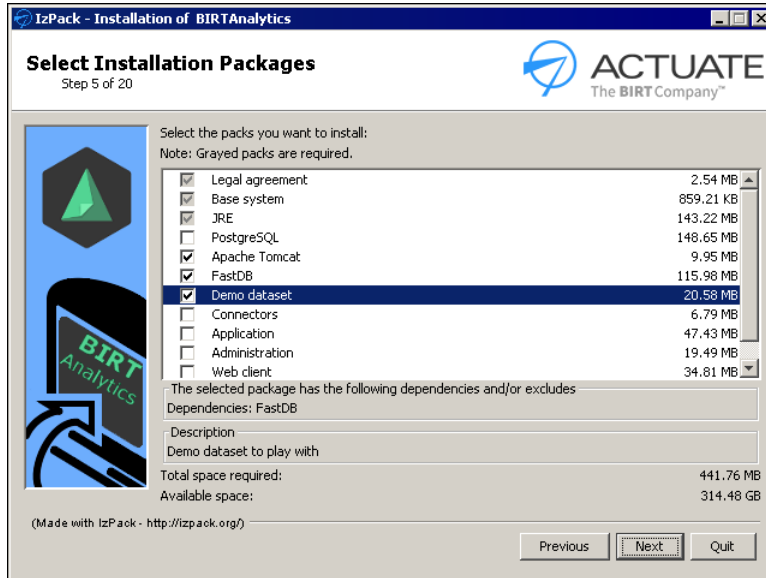 IzPack - Installation of BIRTAnalytics
Select Installation Packages
Step 5 of 20
ACTUATE
The BIRT Company™
Select the packs you want to install:
Note: Grayed packs are required.
Legal agreement 2.54 MB
Base system 859.21 KB
JRE 143.22 MB
PostgreSQL 148.65 MB
Apache Tomcat 9.95 MB
FastDB 115.98 MB
Demo dataset 20.58 MB
Connectors 6.79 MB
Application 47.43 MB
Administration 19.49 MB
Web client 34.81 MB
BIRT
Analytics
The selected package has the following dependencies and/or excludes
Dependencies: FastDB
Description
Demo dataset to play with
Total space required: 441.76 MB
Available space: 314.48 GB
(Made with IzPack - http://izpack.org/)
Previous Next Quit